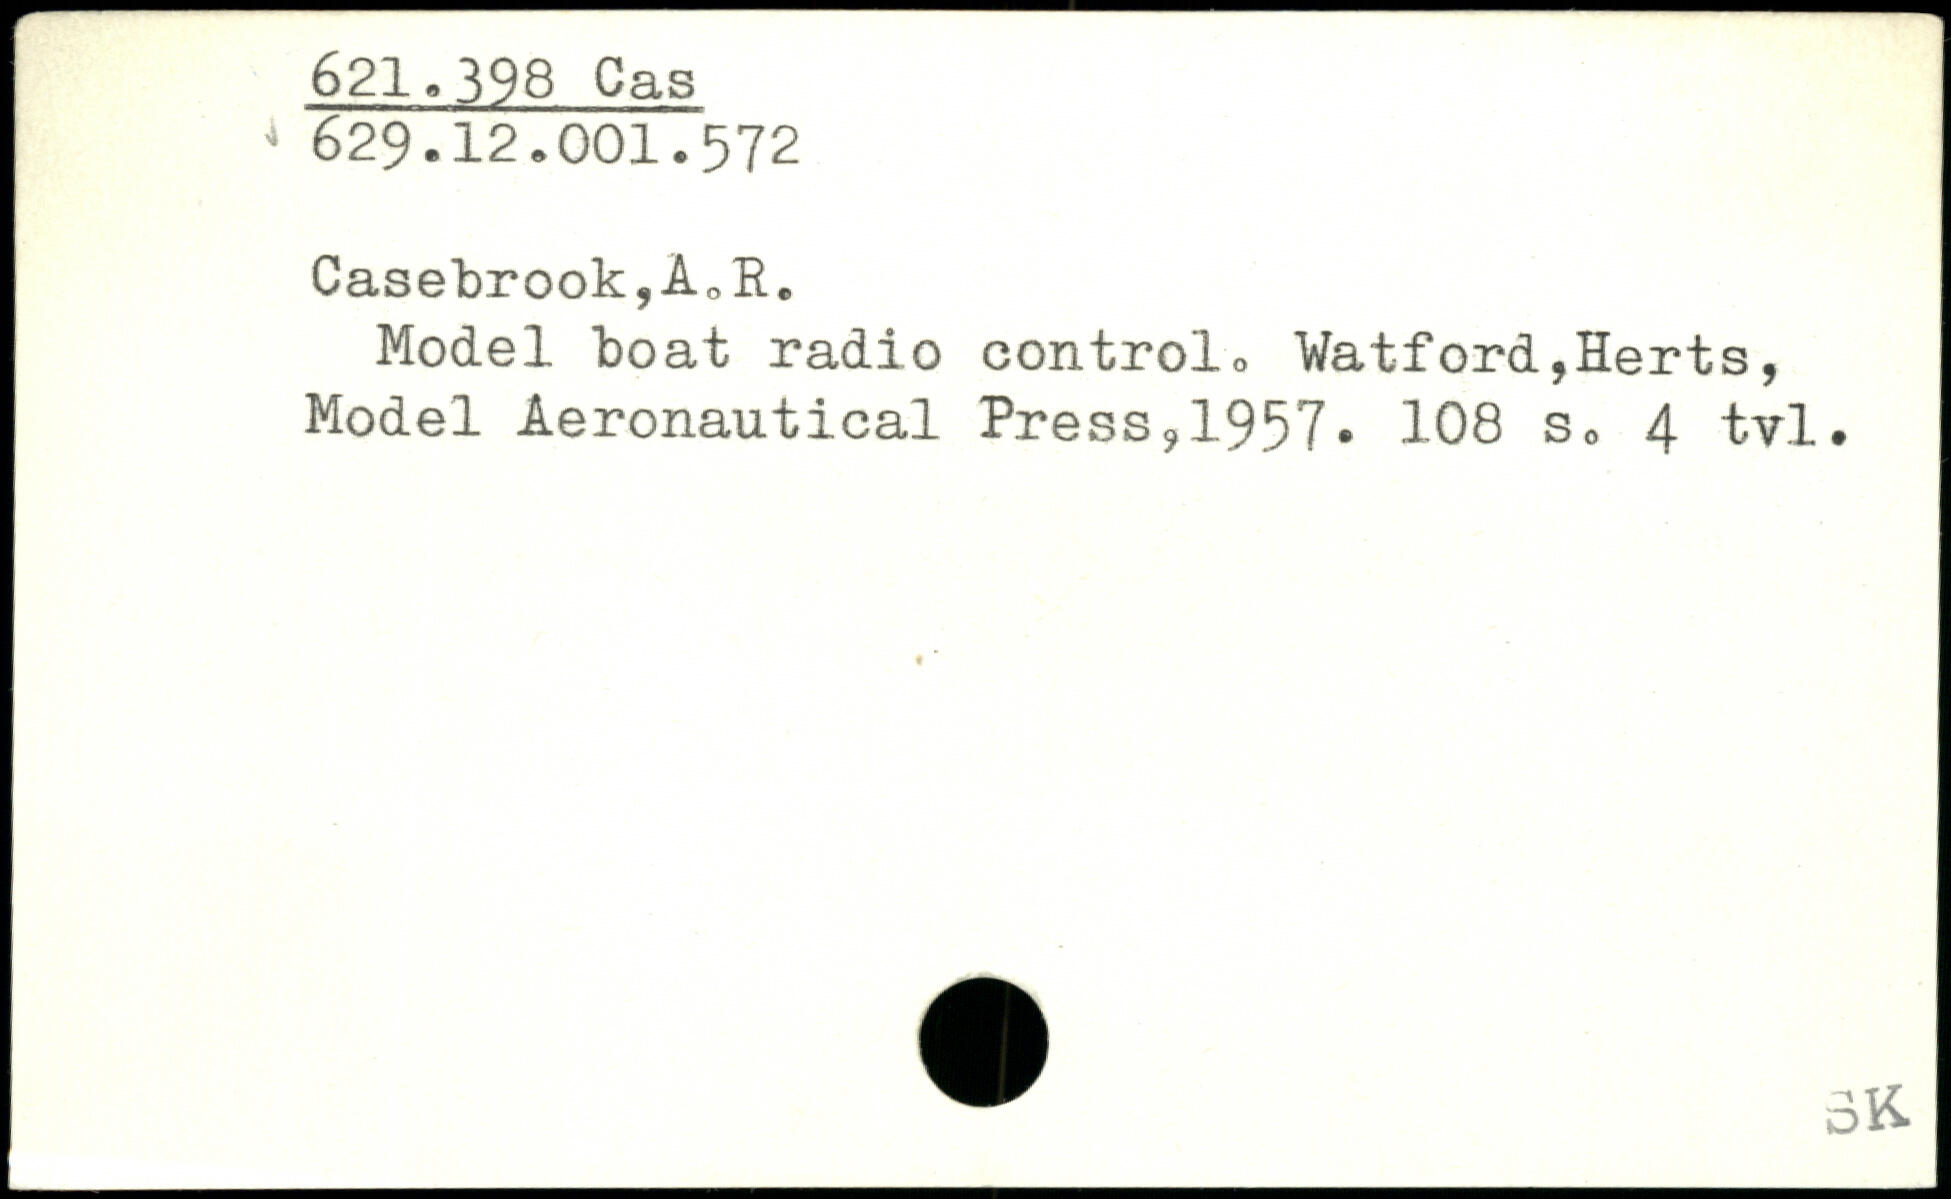 621.398 Cas
629.12.001.572
Casebrook,A.R.
Model boat radio control. Watford,Herts,
Model Aeronautical Press,1957. 108 s. 4 tvl.
SK